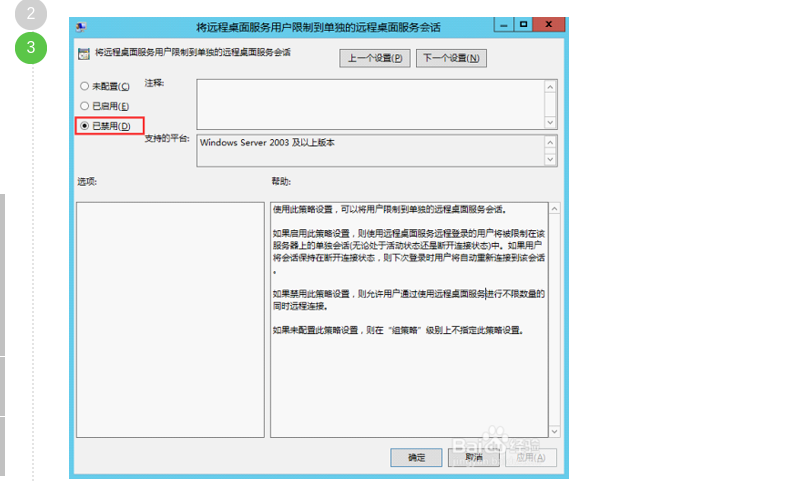 2
3
将远程桌面服务用户限制到单独的远程桌面服务会话
将远程桌面服务用户限制到单独的远程桌面服务会话
上一个设置(P)
下一个设置(N)
未配置(C)
注释:
已启用(E)
已禁用(D)
支持的平台:
Windows Server 2003 及以上版本
选项:
帮助:
使用此策略设置，可以将用户限制到单独的远程桌面服务会话。
如果启用此策略设置，则使用远程桌面服务远程登录的用户将被限制在该
服务器上的单独会话(无论处于活动状态还是断开连接状态)中。如果用户
将会话保持在断开连接状态，则下次登录时用户将自动重新连接到该会话
。
如果禁用此策略设置，则允许用户通过使用远程桌面服务进行不限数量的
同时远程连接。
如果未配置此策略设置，则在“组策略”级别上不指定此策略设置。
确定
取消
应用(A)
Baidu经验